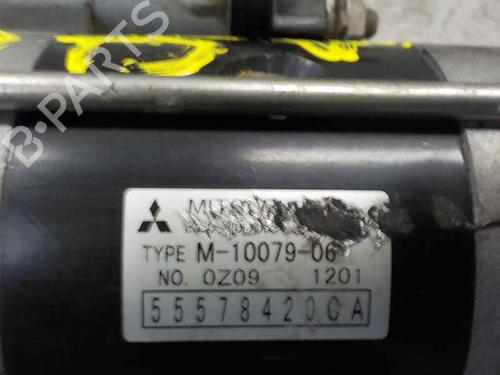 B-PARTS
TYPE M-10079-06
NO. 0Z09 1201
55578420CA